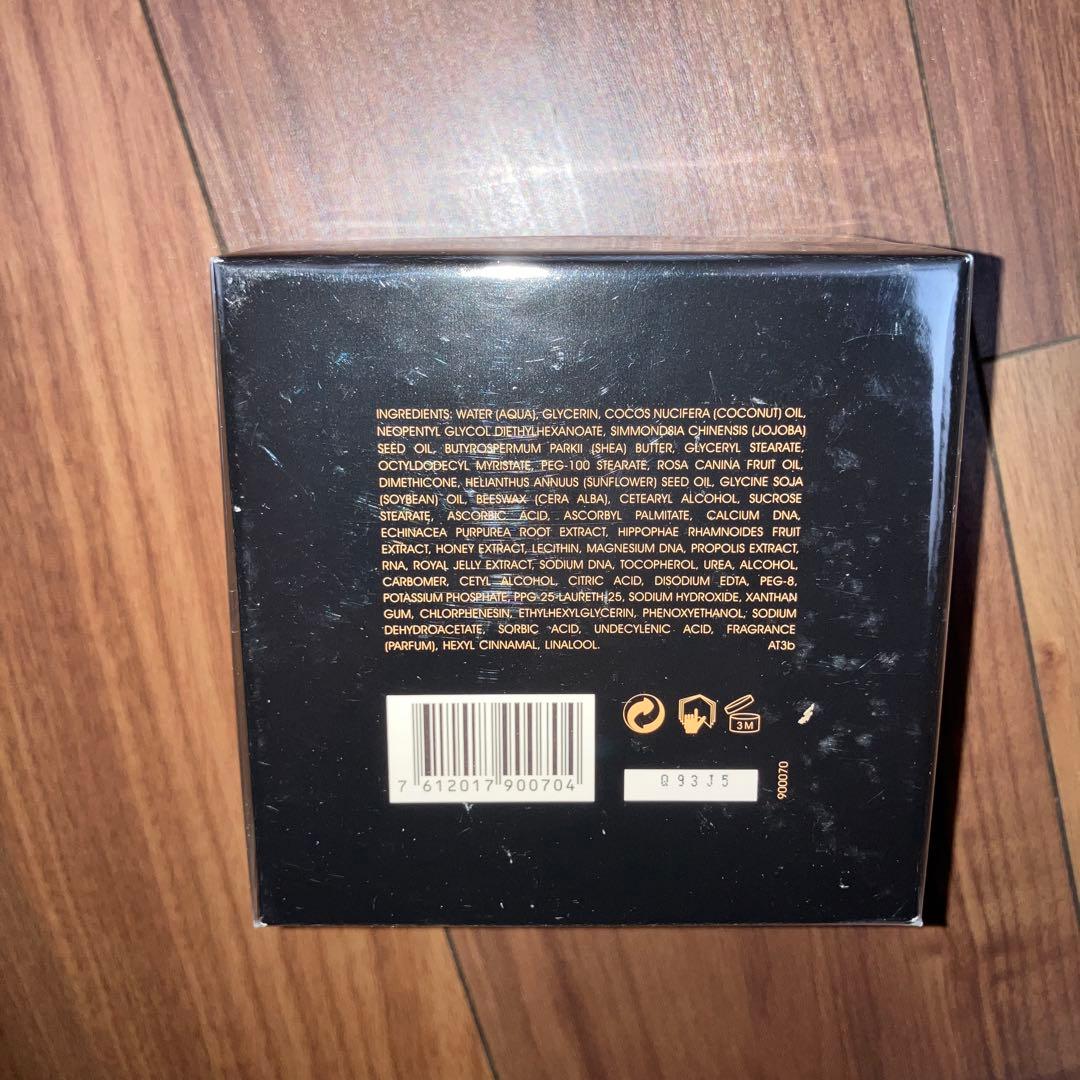 INGREDIENTS: WATER (AQUA), GLYCERIN, COCOS NUCIFERA (COCONUT) OIL,
NEOPENTYL GLYCOL DIETHYLHEXANOATE, SIMMONDSIA CHINENSIS (JOJOBA)
SEED OIL, BUTYROSPERMUM PARKII (SHEA) BUTTER, GLYCERYL STEARATE,
OCTYLDODECYL MYRISTATE, PEG-100 STEARATE, ROSA CANINA FRUIT OIL,
DIMETHICONE, HELIANTHUS ANNUUS (SUNFLOWER) SEED OIL, GLYCINE SOJA
(SOYBEAN) OIL, BEESWAX (CERA ALBA), CETEARYL ALCOHOL, SUCROSE
STEARATE, ASCORBIC ACID, ASCORBYL PALMITATE, CALCIUM DNA,
ECHINACEA PURPUREA ROOT EXTRACT, HIPPOPHAE RHAMNOIDES FRUIT
EXTRACT, HONEY EXTRACT, LECITHIN, MAGNESIUM DNA, PROPOLIS EXTRACT,
RNA, ROYAL JELLY EXTRACT, SODIUM DNA, TOCOPHEROL, UREA, ALCOHOL,
CARBOMER, CETYL ALCOHOL, CITRIC ACID, DISODIUM EDTA, PEG-8,
POTASSIUM PHOSPHATE, PPG-25-LAURETH-25, SODIUM HYDROXIDE, XANTHAN
GUM, CHLORPHENESIN, ETHYLHEXYLGLYCERIN, PHENOXYETHANOL, SODIUM
DEHYDROACETATE, SORBIC ACID, UNDECYLENIC ACID, FRAGRANCE
(PARFUM), HEXYL CINNAMAL, LINALOOL. AT3b
3M
7 612017 900704
Q93J5
900070